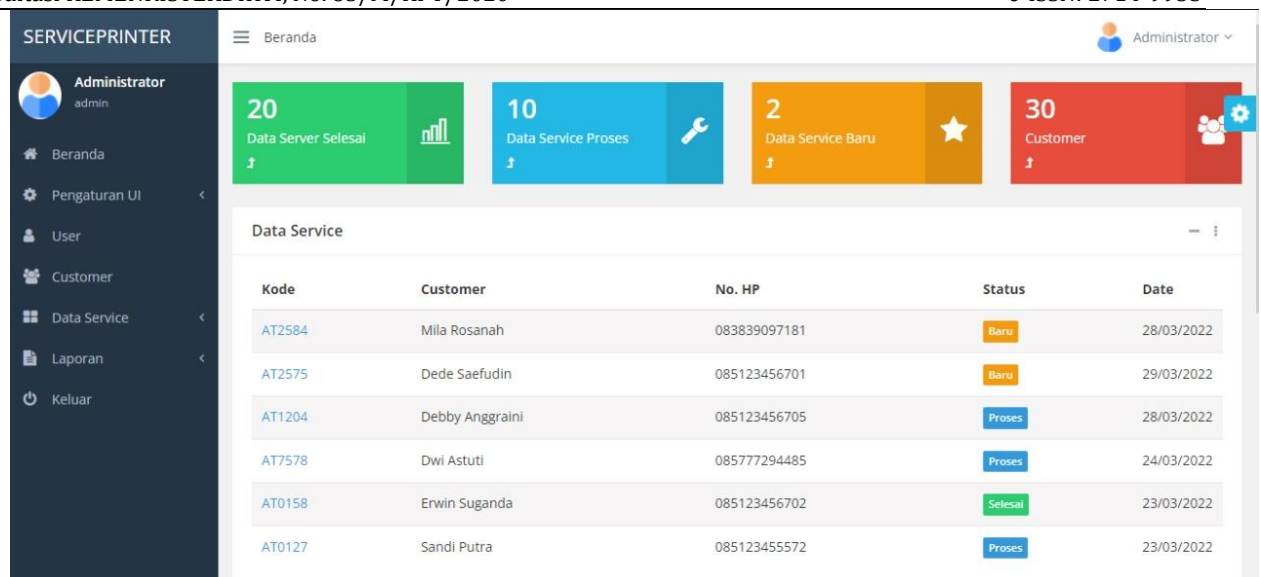 SERVICEPRINTER
Beranda
Administrator
Administrator
admin
Beranda
Pengaturan UI
User
Customer
Data Service
Laporan
Keluar
20
Data Server Selesai
10
Data Service Proses
2
Data Service Baru
30
Customer
Data Service
Kode Customer No. HP Status Date
AT2584 Mila Rosanah 083839097181 Baru 28/03/2022
AT2575 Dede Saefudin 085123456701 Baru 29/03/2022
AT1204 Debby Anggraini 085123456705 Proses 28/03/2022
AT7578 Dwi Astuti 085777294485 Proses 24/03/2022
AT0158 Erwin Suganda 085123456702 Selesai 23/03/2022
AT0127 Sandi Putra 085123455572 Proses 23/03/2022